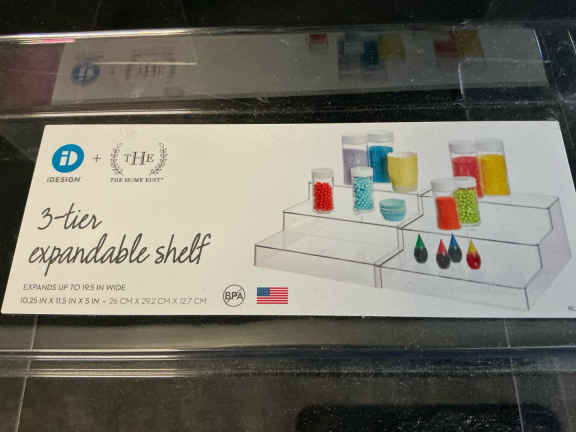 iD
iDESIGN
+
THE
THE HOME EDIT
3-tier
expandable shelf
EXPANDS UP TO 19.5 IN WIDE
10.25 IN X 11.5 IN X 5 IN – 26 CM X 29.2 CM X 12.7 CM
BPA